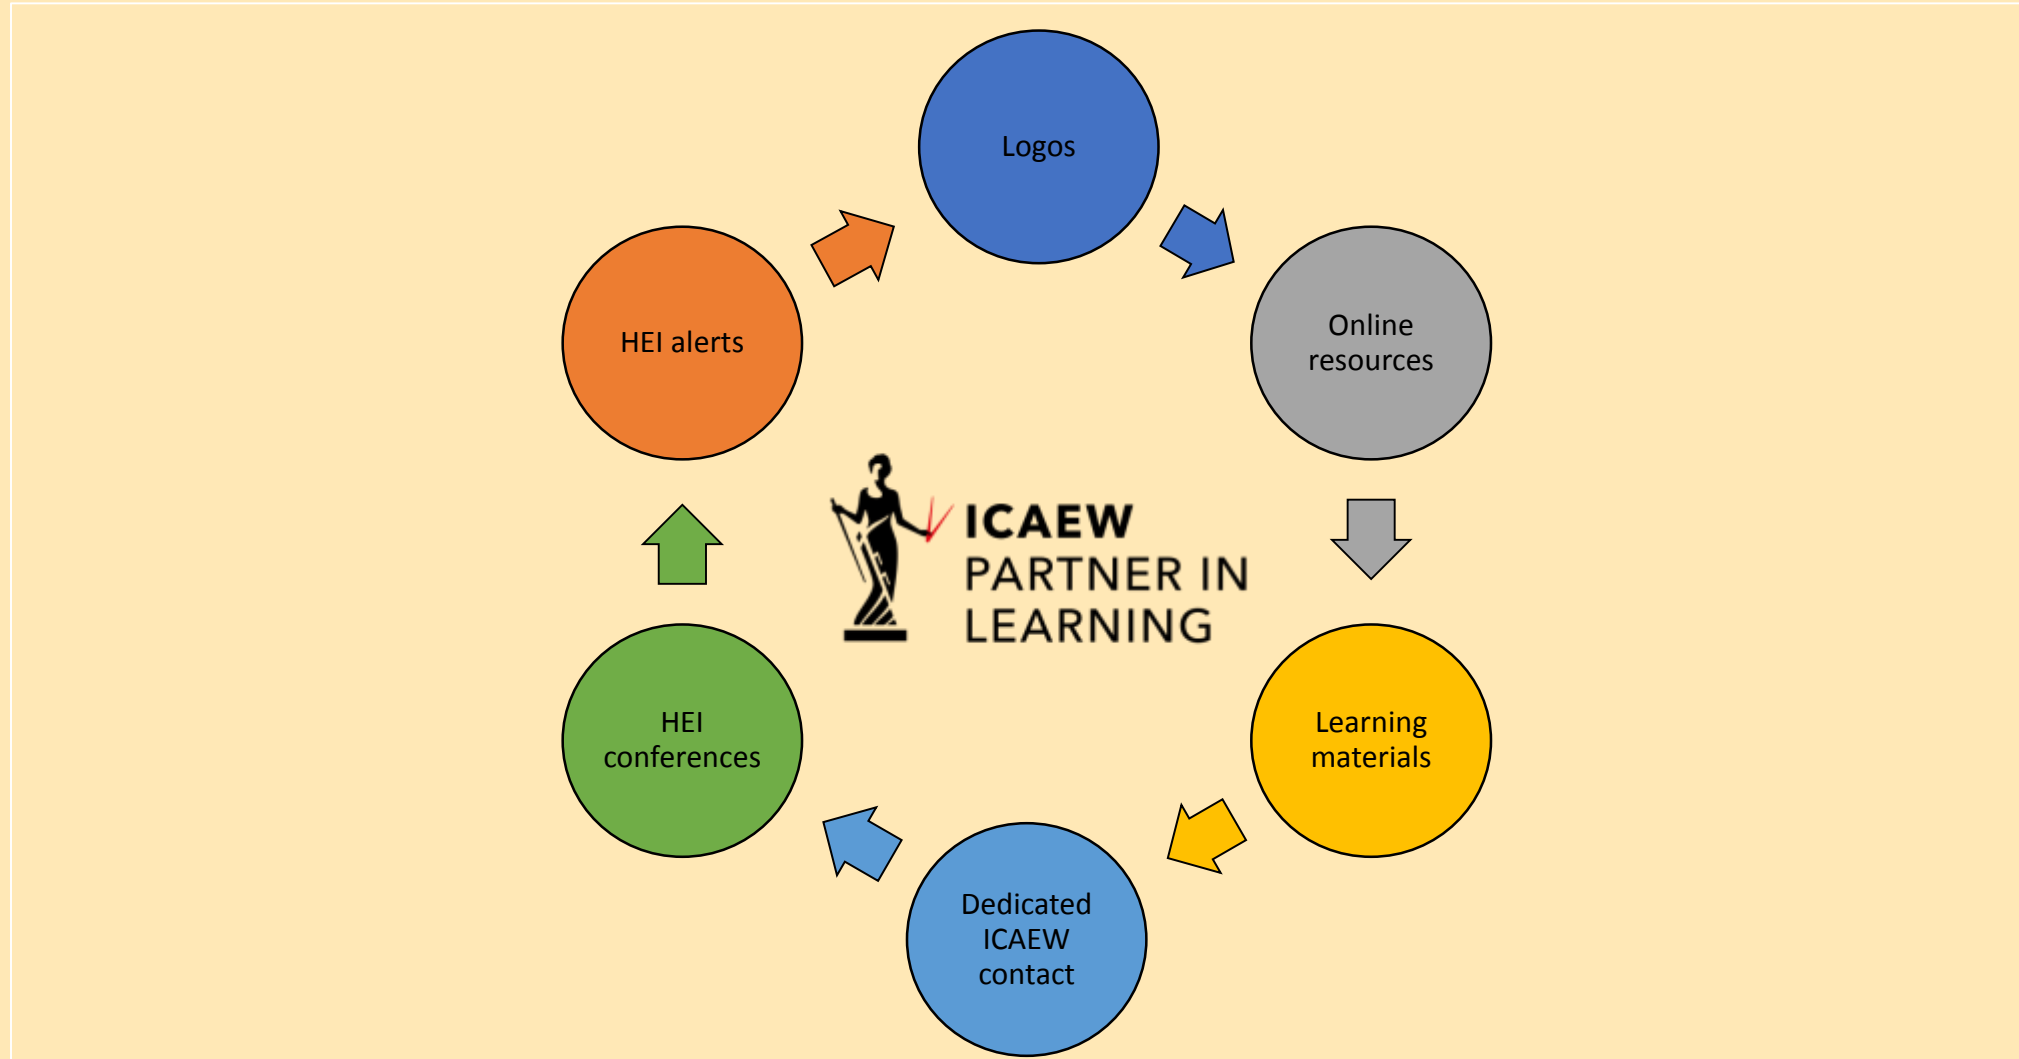 Logos
Online
resources
Learning
materials
Dedicated
ICAEW
contact
HEI
conferences
HEI alerts
ICAEW
PARTNER IN
LEARNING